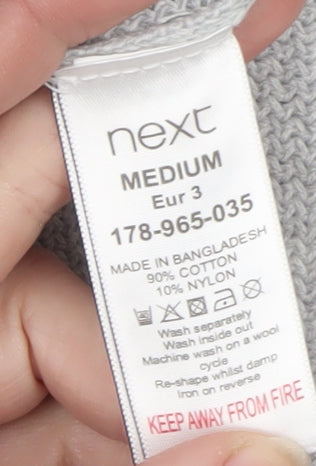 next
MEDIUM
Eur 3
178-965-035
MADE IN BANGLADESH
90% COTTON
10% NYLON
Wash separately
Wash inside out
Machine wash on a wool
cycle
Re-shape whilst damp
Iron on reverse
KEEP AWAY FROM FIRE